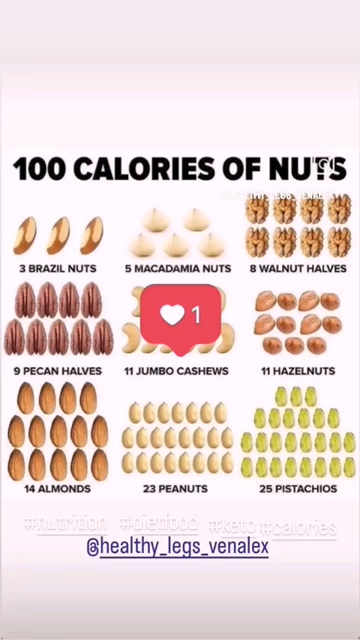 100 CALORIES OF NUTS
3 BRAZIL NUTS
5 MACADAMIA NUTS
8 WALNUT HALVES
1
9 PECAN HALVES
11 JUMBO CASHEWS
11 HAZELNUTS
14 ALMONDS
23 PEANUTS
25 PISTACHIOS
#nutrition #dietfood #keto #calories
@healthy_legs_venalex